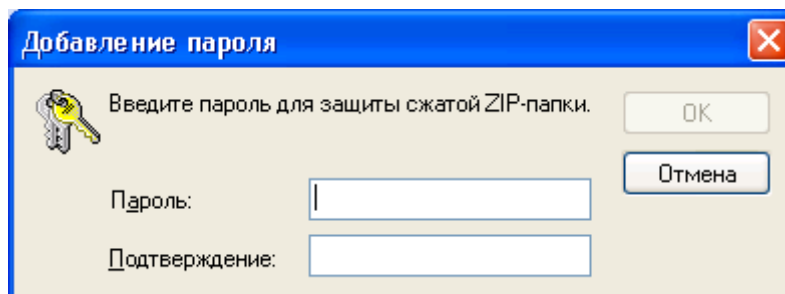 Добавление пароля
Введите пароль для защиты сжатой ZIP-папки.
OK
Отмена
Пароль:
Подтверждение: